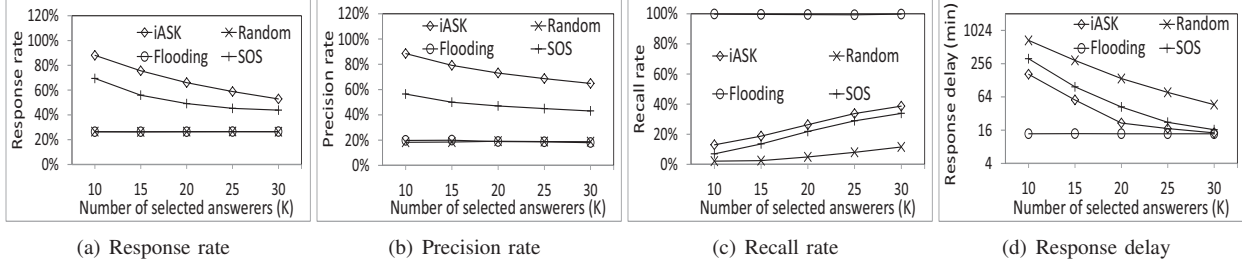 Response rate
120%
100%
80%
60%
40%
20%
0%
iASK
Random
Flooding
SOS
10 15 20 25 30
Number of selected answerers (K)
(a) Response rate
Precision rate
120%
100%
80%
60%
40%
20%
0%
iASK
Random
Flooding
SOS
10 15 20 25 30
Number of selected answerers (K)
(b) Precision rate
Recall rate
100%
80%
60%
40%
20%
0%
iASK
Random
Flooding
SOS
10 15 20 25 30
Number of selected answerers (K)
(c) Recall rate
Response delay (min)
1024
256
64
16
4
iASK
Random
Flooding
SOS
10 15 20 25 30
Number of selected answerers (K)
(d) Response delay